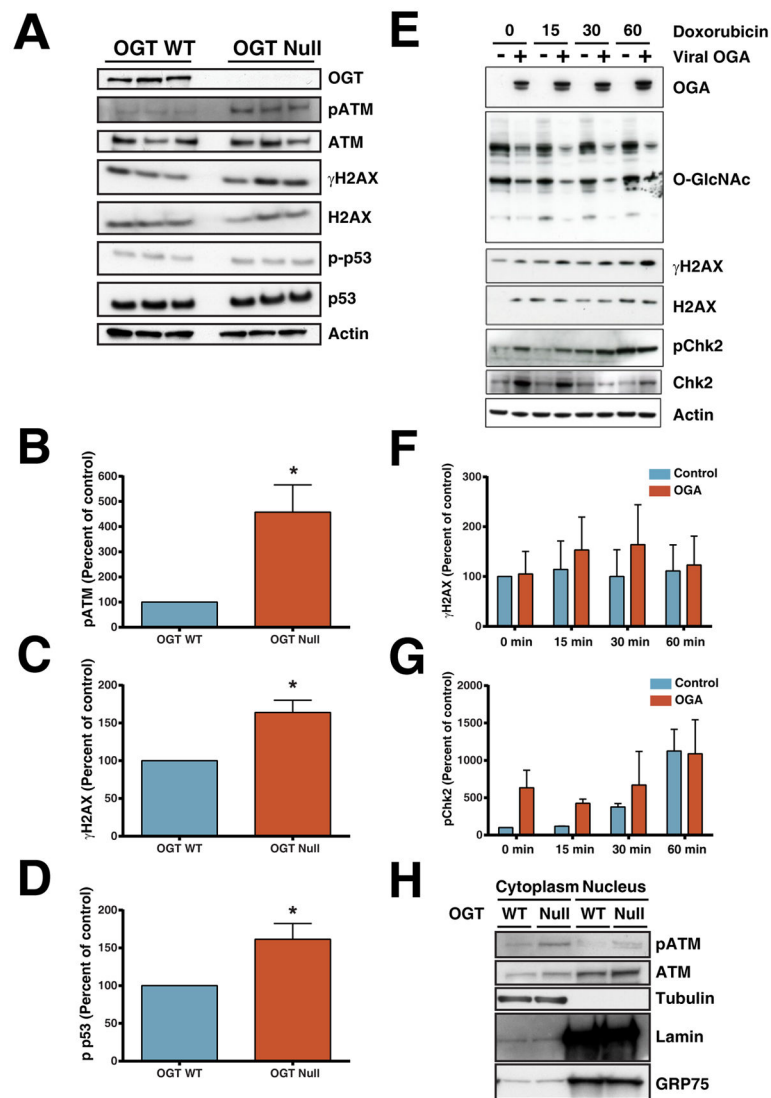 A
OGT WT OGT Null
OGT
pATM
ATM
γH2AX
H2AX
p-p53
p53
Actin
B
pATM (Percent of control)
600
500
400
300
200
100
0
*
OGT WT OGT Null
C
γH2AX (Percent of control)
200
150
100
50
0
*
OGT WT OGT Null
D
p p53 (Percent of control)
200
150
100
50
0
*
OGT WT OGT Null
E
0 15 30 60 Doxorubicin
- + - + - + - + Viral OGA
OGA
O-GlcNAc
γH2AX
H2AX
pChk2
Chk2
Actin
F
γH2AX (Percent of control)
300
200
100
0
Control
OGA
0 min 15 min 30 min 60 min
G
pChk2 (Percent of control)
2000
1500
1000
500
0
Control
OGA
0 min 15 min 30 min 60 min
H
Cytoplasm Nucleus
OGT WT Null WT Null
pATM
ATM
Tubulin
Lamin
GRP75